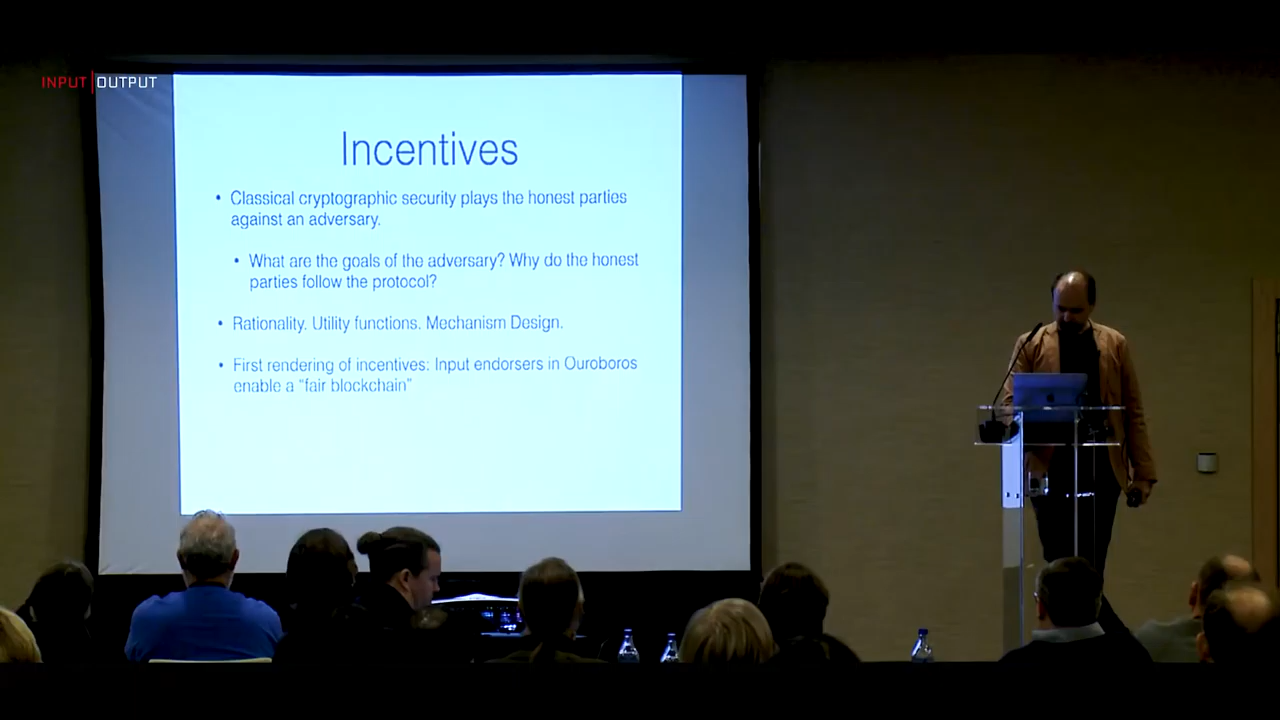 INPUT|OUTPUT
Incentives
• Classical cryptographic security plays the honest parties
against an adversary.
• What are the goals of the adversary? Why do the honest
parties follow the protocol?
• Rationality. Utility functions. Mechanism Design.
• First rendering of incentives: Input endorsers in Ouroboros
enable a “fair blockchain”